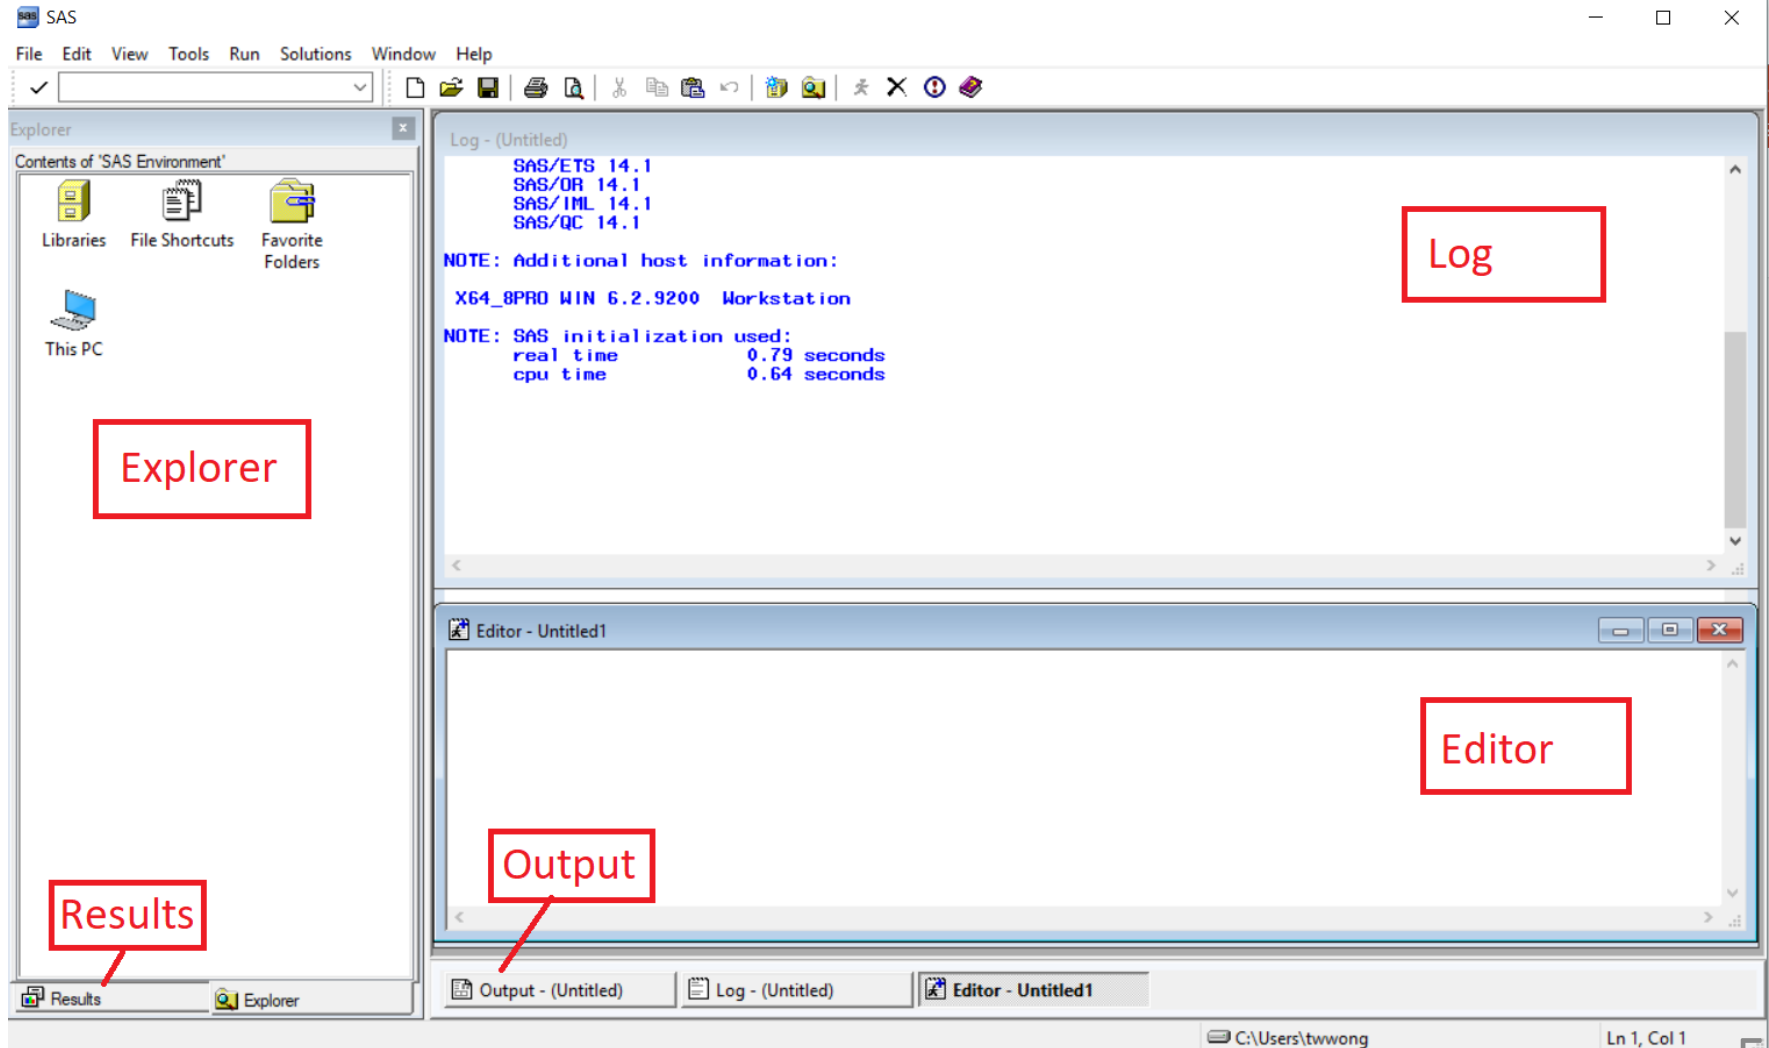 sas SAS
File Edit View Tools Run Solutions Window Help
Explorer
Contents of 'SAS Environment'
Libraries File Shortcuts Favorite Folders
This PC
Explorer
Results
Results Explorer
Log - (Untitled)
SAS/ETS 14.1
SAS/OR 14.1
SAS/IML 14.1
SAS/QC 14.1
NOTE: Additional host information:
X64_8PRO WIN 6.2.9200 Workstation
NOTE: SAS initialization used:
real time 0.79 seconds
cpu time 0.64 seconds
Log
Editor - Untitled1
Editor
Output
Output - (Untitled) Log - (Untitled) Editor - Untitled1
C:\Users\twwong Ln 1, Col 1